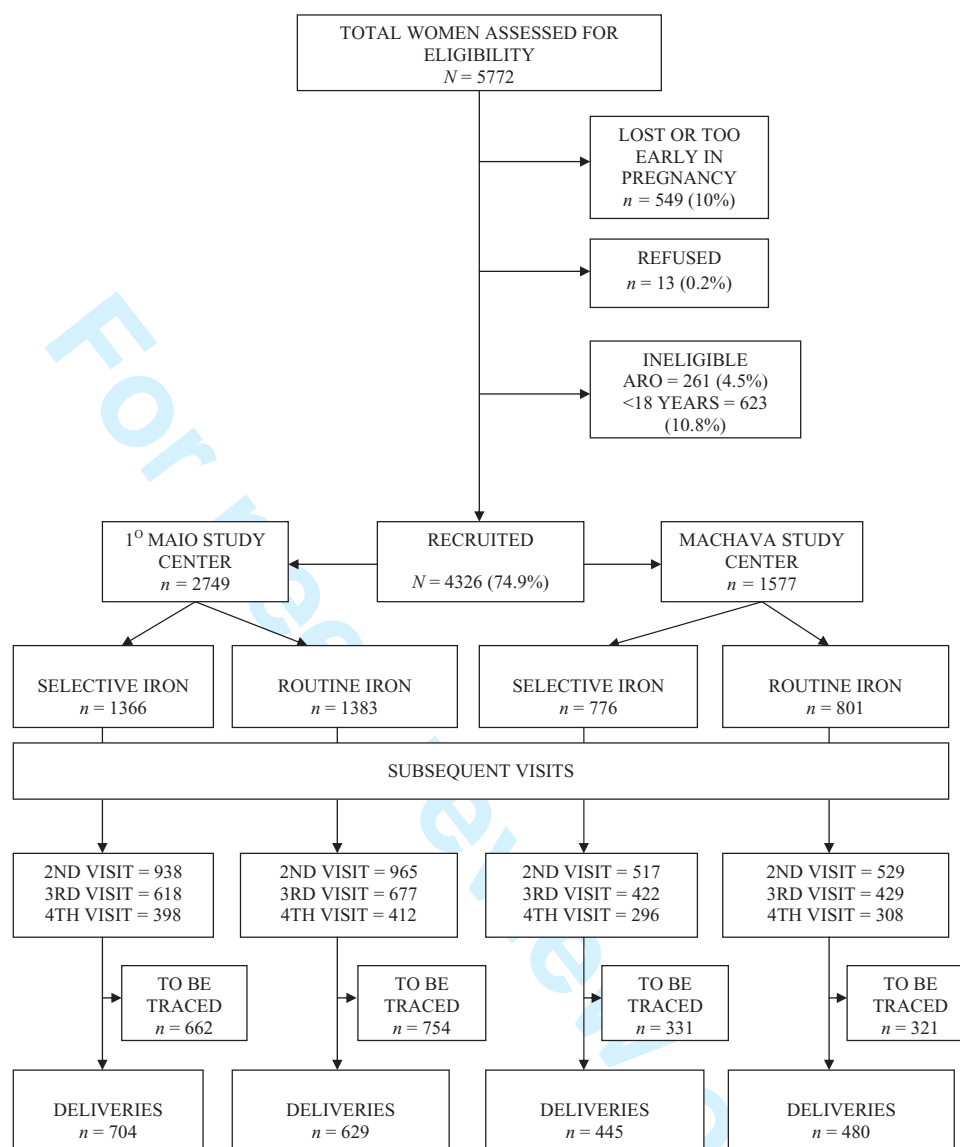 TOTAL WOMEN ASSESSED FOR
ELIGIBILITY
N = 5772
LOST OR TOO
EARLY IN
PREGNANCY
n = 549 (10%)
REFUSED
n = 13 (0.2%)
INELIGIBLE
ARO = 261 (4.5%)
<18 YEARS = 623
(10.8%)
1º MAIO STUDY
CENTER
n = 2749
RECRUITED
N = 4326 (74.9%)
MACHAVA STUDY
CENTER
n = 1577
SELECTIVE IRON
n = 1366
ROUTINE IRON
n = 1383
SELECTIVE IRON
n = 776
ROUTINE IRON
n = 801
SUBSEQUENT VISITS
2ND VISIT = 938
3RD VISIT = 618
4TH VISIT = 398
2ND VISIT = 965
3RD VISIT = 677
4TH VISIT = 412
2ND VISIT = 517
3RD VISIT = 422
4TH VISIT = 296
2ND VISIT = 529
3RD VISIT = 429
4TH VISIT = 308
TO BE
TRACED
n = 662
TO BE
TRACED
n = 754
TO BE
TRACED
n = 331
TO BE
TRACED
n = 321
DELIVERIES
n = 704
DELIVERIES
n = 629
DELIVERIES
n = 445
DELIVERIES
n = 480
For